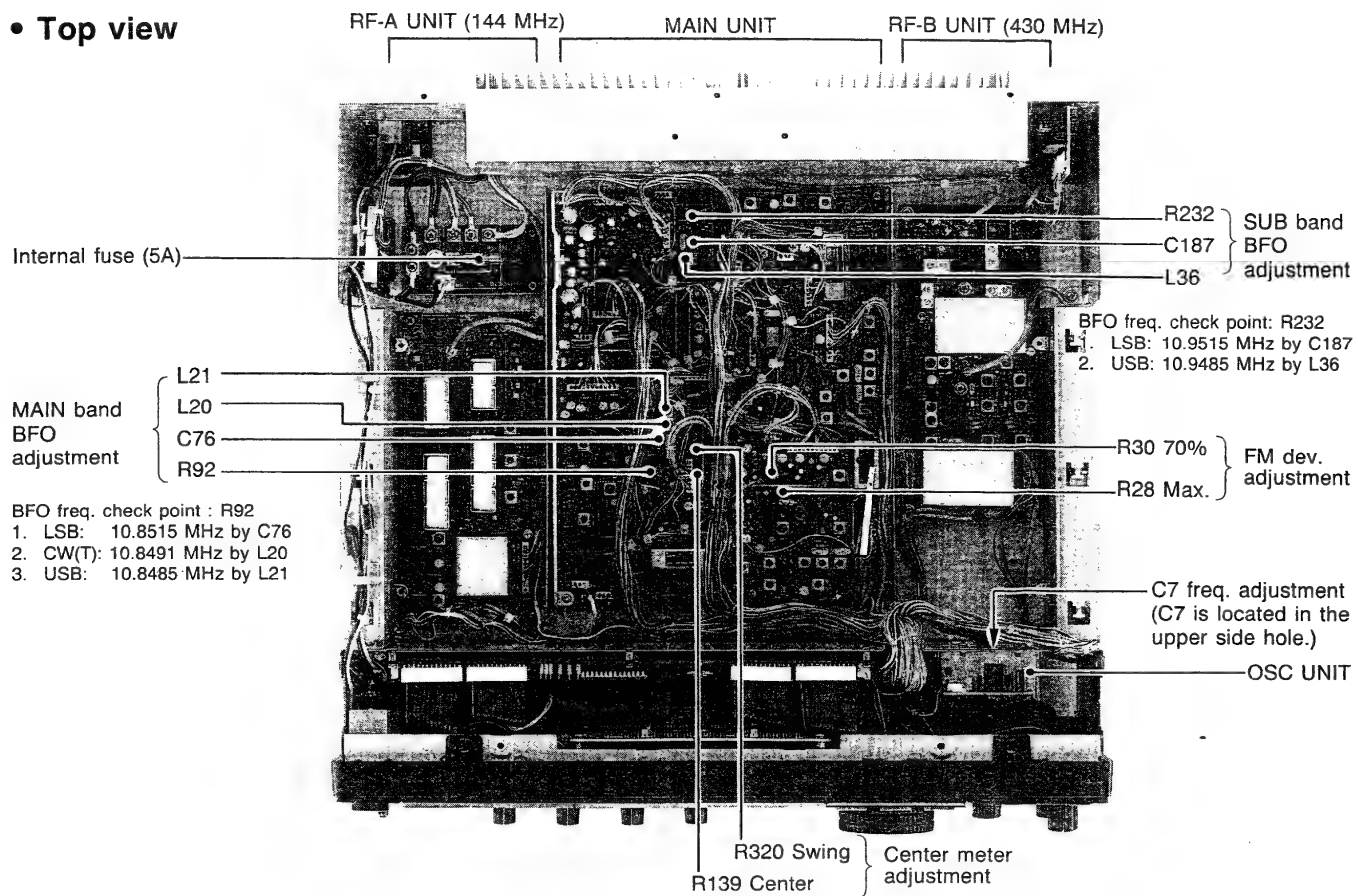 • Top view
RF-A UNIT (144 MHz)
MAIN UNIT
RF-B UNIT (430 MHz)
Internal fuse (5A)
R232
C187
L36
SUB band
BFO
adjustment
BFO freq. check point: R232
1. LSB: 10.9515 MHz by C187
2. USB: 10.9485 MHz by L36
L21
L20
C76
R92
MAIN band
BFO
adjustment
BFO freq. check point : R92
1. LSB: 10.8515 MHz by C76
2. CW(T): 10.8491 MHz by L20
3. USB: 10.8485 MHz by L21
R30 70%
R28 Max.
FM dev.
adjustment
C7 freq. adjustment
(C7 is located in the
upper side hole.)
OSC UNIT
R320 Swing
R139 Center
Center meter
adjustment